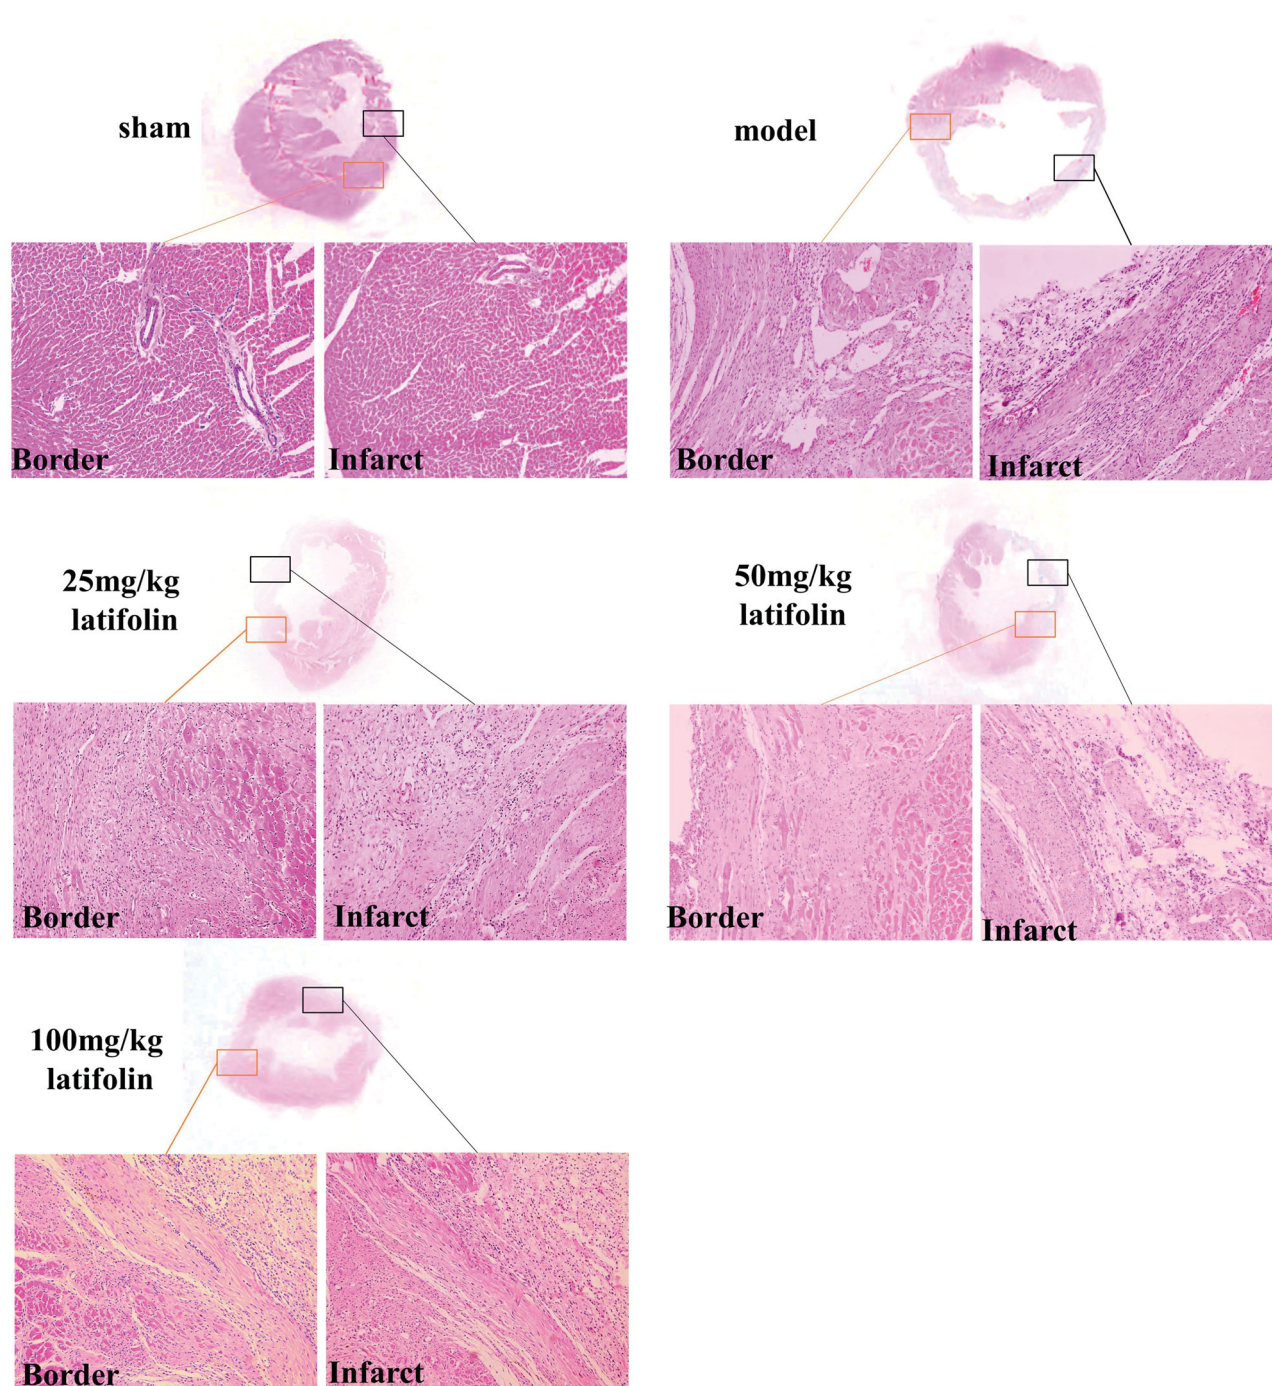 sham
model
Border
Infarct
Border
Infarct
25mg/kg
latifolin
50mg/kg
latifolin
Border
Infarct
Border
Infarct
100mg/kg
latifolin
Border
Infarct